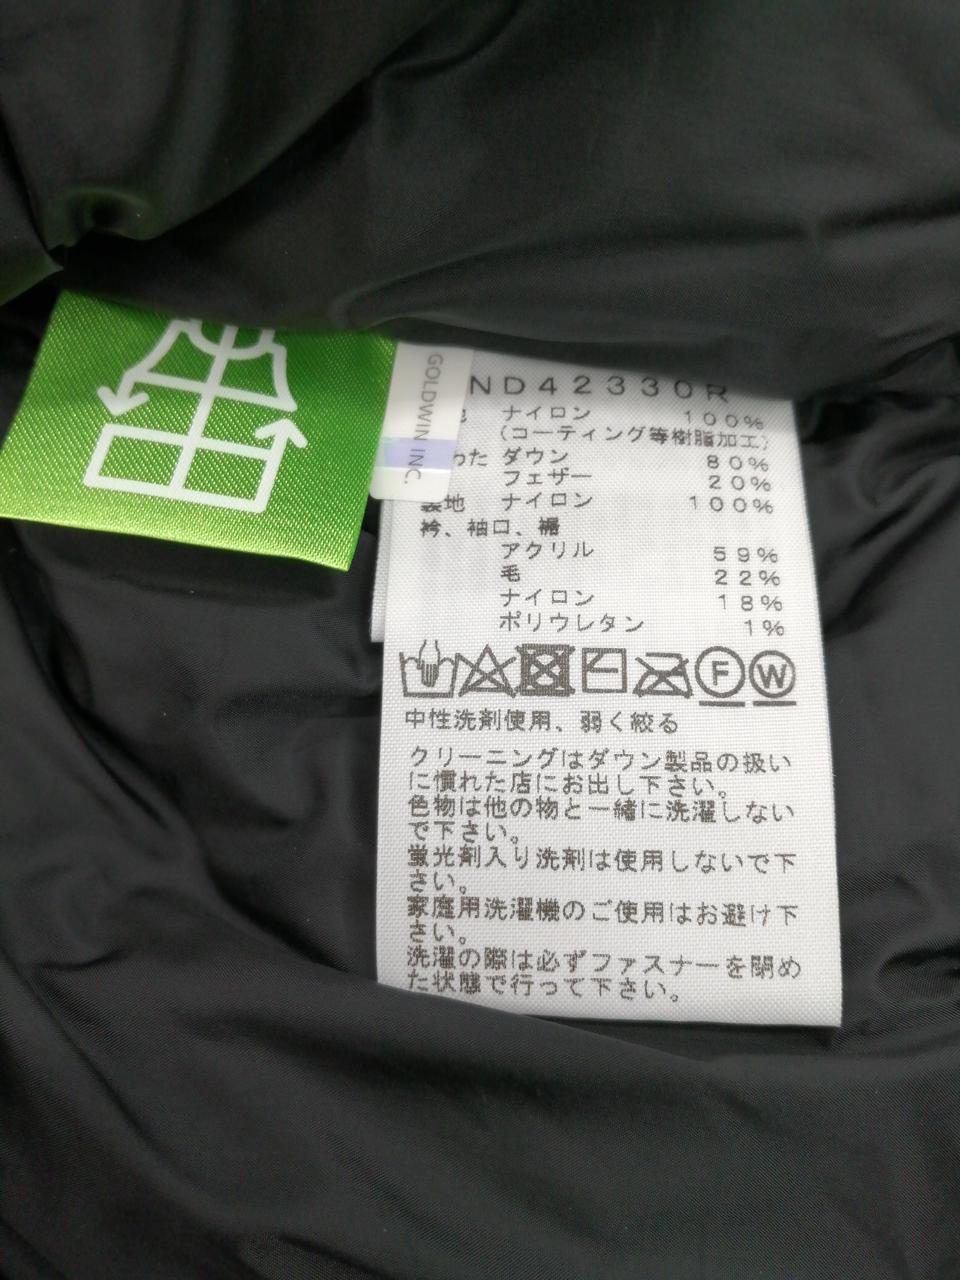 GOLDWIN INC.
ND42330R
地 ナイロン 100%
(コーティング等樹脂加工)
わた ダウン 80%
フェザー 20%
裏地 ナイロン 100%
衿、袖口、裾
アクリル 59%
毛 22%
ナイロン 18%
ポリウレタン 1%
F W
中性洗剤使用、弱く絞る
クリーニングはダウン製品の扱い
に慣れた店にお出し下さい。
色物は他の物と一緒に洗濯しない
で下さい。
蛍光剤入り洗剤は使用しないで下
さい。
家庭用洗濯機のご使用はお避け下
さい。
洗濯の際は必ずファスナーを閉め
た状態で行って下さい。